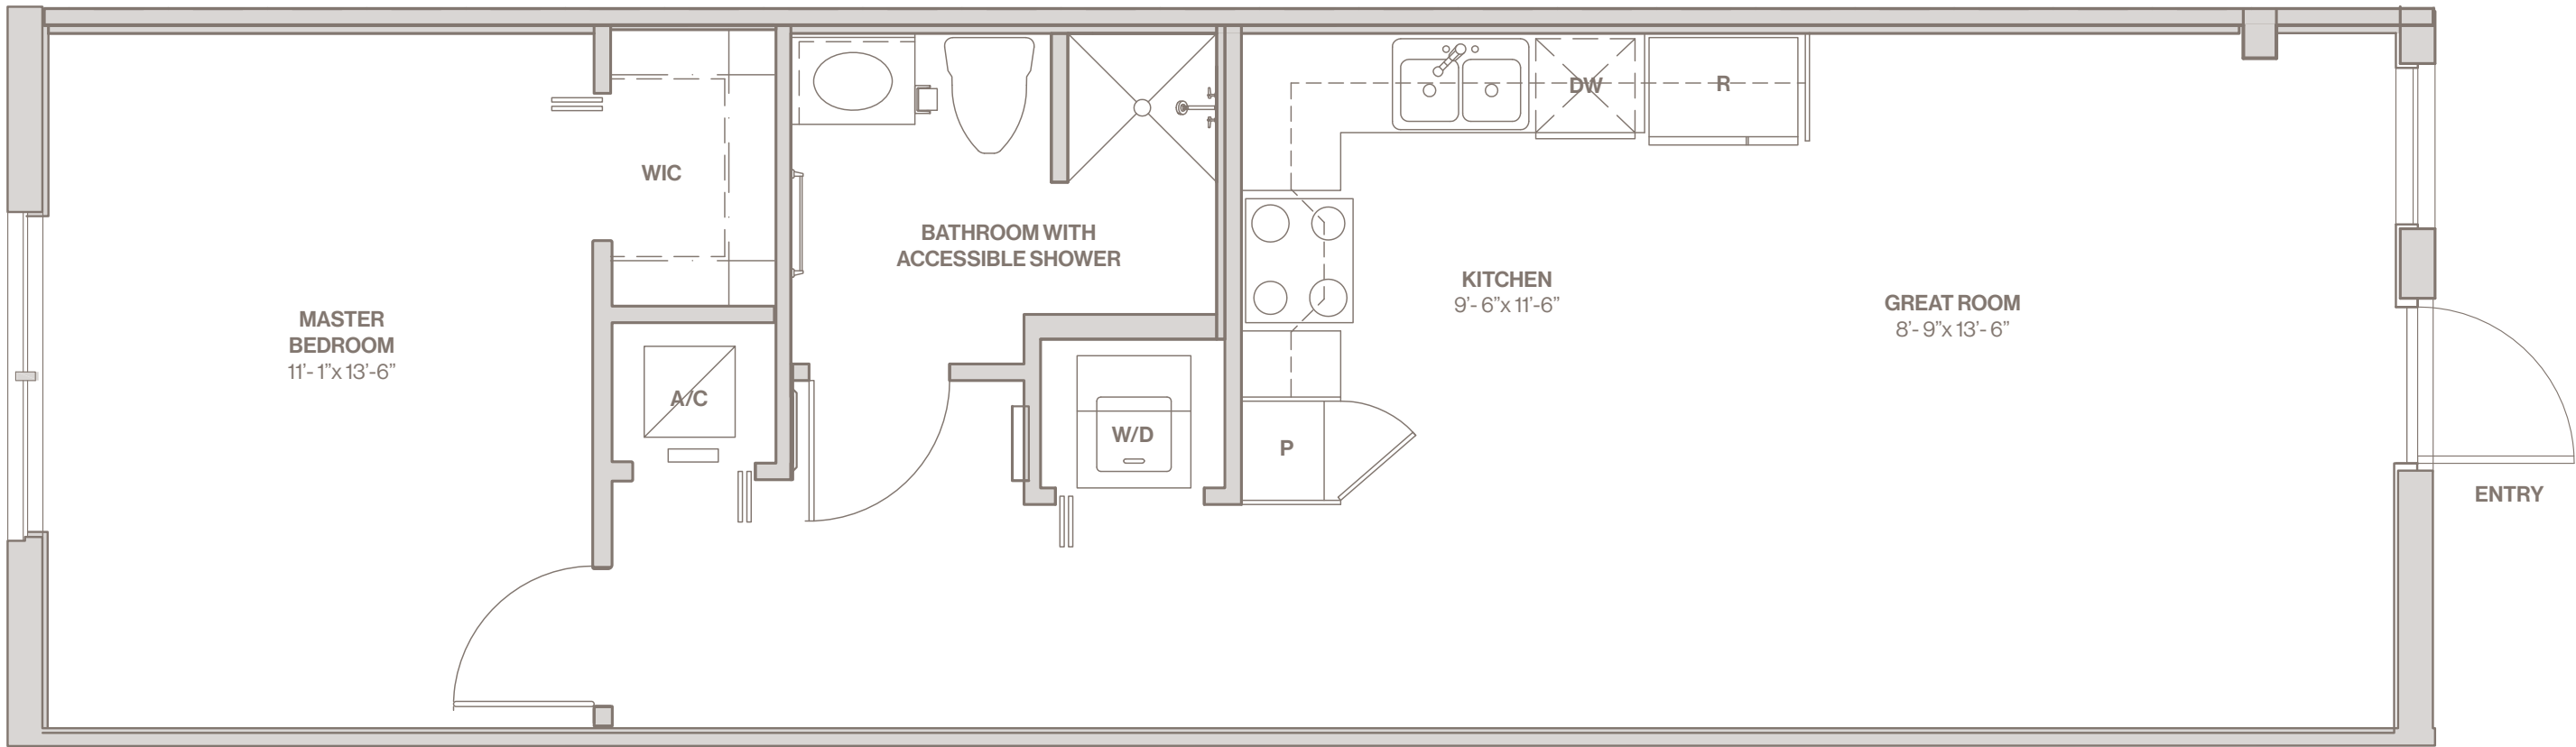 MASTER
BEDROOM
11’- 1”x 13’-6”
WIC
A/C
BATHROOM WITH
ACCESSIBLE SHOWER
W/D
DW
R
KITCHEN
9’- 6”x 11’-6”
P
GREAT ROOM
8’- 9”x 13’- 6”
ENTRY